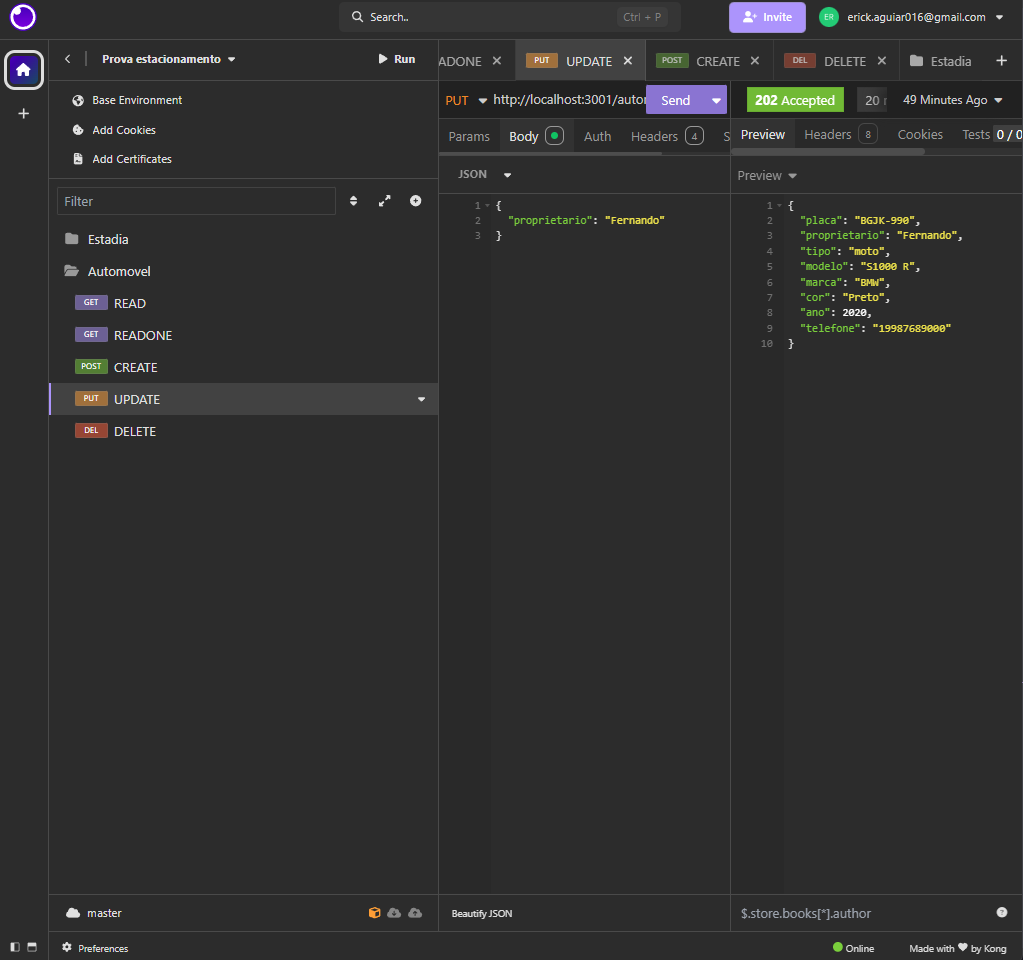 Search.. Ctrl + P Invite ER erick.aguiar016@gmail.com
Prova estacionamento Run
ADONE PUT UPDATE POST CREATE DEL DELETE Estadia
Base Environment
Add Cookies
Add Certificates
Filter
Estadia
Automovel
GET READ
GET READONE
POST CREATE
PUT UPDATE
DEL DELETE
PUT http://localhost:3001/autor Send
Params Body Auth Headers 4 S
JSON
1 {
2 "proprietario": "Fernando"
3 }
202 Accepted 20 49 Minutes Ago
Preview Headers 8 Cookies Tests 0 / 0
Preview
1 {
2 "placa": "BGJK-990",
3 "proprietario": "Fernando",
4 "tipo": "moto",
5 "modelo": "S1000 R",
6 "marca": "BMW",
7 "cor": "Preto",
8 "ano": 2020,
9 "telefone": "19987689000"
10 }
master Beautify JSON $.store.books[*].author
Preferences Online Made with ❤ by Kong